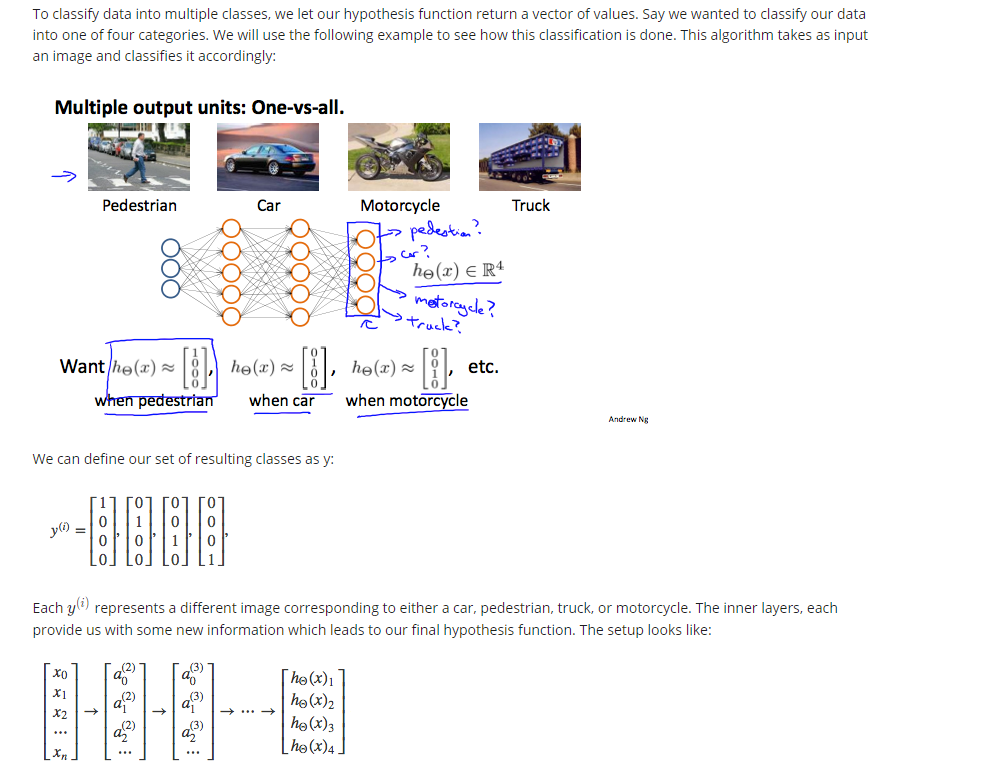 To classify data into multiple classes, we let our hypothesis function return a vector of values. Say we wanted to classify our data
into one of four categories. We will use the following example to see how this classification is done. This algorithm takes as input
an image and classifies it accordingly:
Multiple output units: One-vs-all.
Pedestrian Car Motorcycle Truck
pedestrian?
car?
hΘ(x) ∈ ℝ⁴
motorcycle?
truck?
Want hΘ(x) ≈ [1 0 0 0], hΘ(x) ≈ [0 1 0 0], hΘ(x) ≈ [0 0 1 0], etc.
when pedestrian when car when motorcycle
Andrew Ng
We can define our set of resulting classes as y:
y⁽ⁱ⁾ = [1 0 0 0], [0 1 0 0], [0 0 1 0], [0 0 0 1],
Each y⁽ⁱ⁾ represents a different image corresponding to either a car, pedestrian, truck, or motorcycle. The inner layers, each
provide us with some new information which leads to our final hypothesis function. The setup looks like:
[x₀ x₁ x₂ ... xₙ] → [a₀⁽²⁾ a₁⁽²⁾ a₂⁽²⁾ ...] → [a₀⁽³⁾ a₁⁽³⁾ a₂⁽³⁾ ...] → ... → [hΘ(x)₁ hΘ(x)₂ hΘ(x)₃ hΘ(x)₄]